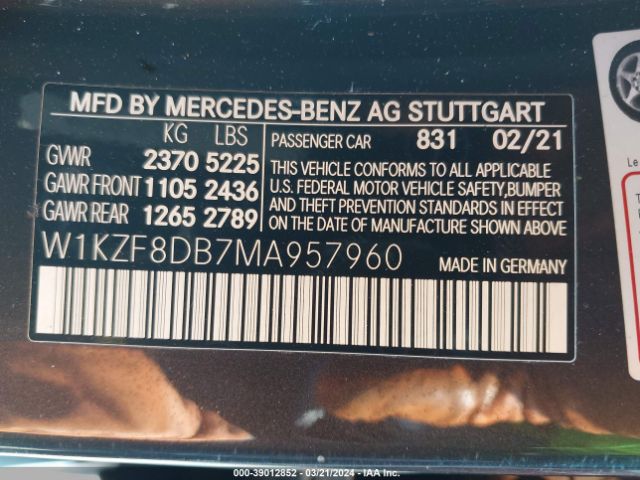 MFD BY MERCEDES-BENZ AG STUTTGART
KG LBS
GVWR 2370 5225
GAWR FRONT 1105 2436
GAWR REAR 1265 2789
PASSENGER CAR 831 02/21
THIS VEHICLE CONFORMS TO ALL APPLICABLE
U.S. FEDERAL MOTOR VEHICLE SAFETY,BUMPER
AND THEFT PREVENTION STANDARDS IN EFFECT
ON THE DATE OF MANUFACTURE SHOWN ABOVE
W1KZF8DB7MA957960 MADE IN GERMANY
Le
000-39012852 - 03/21/2024 - IAA Inc.